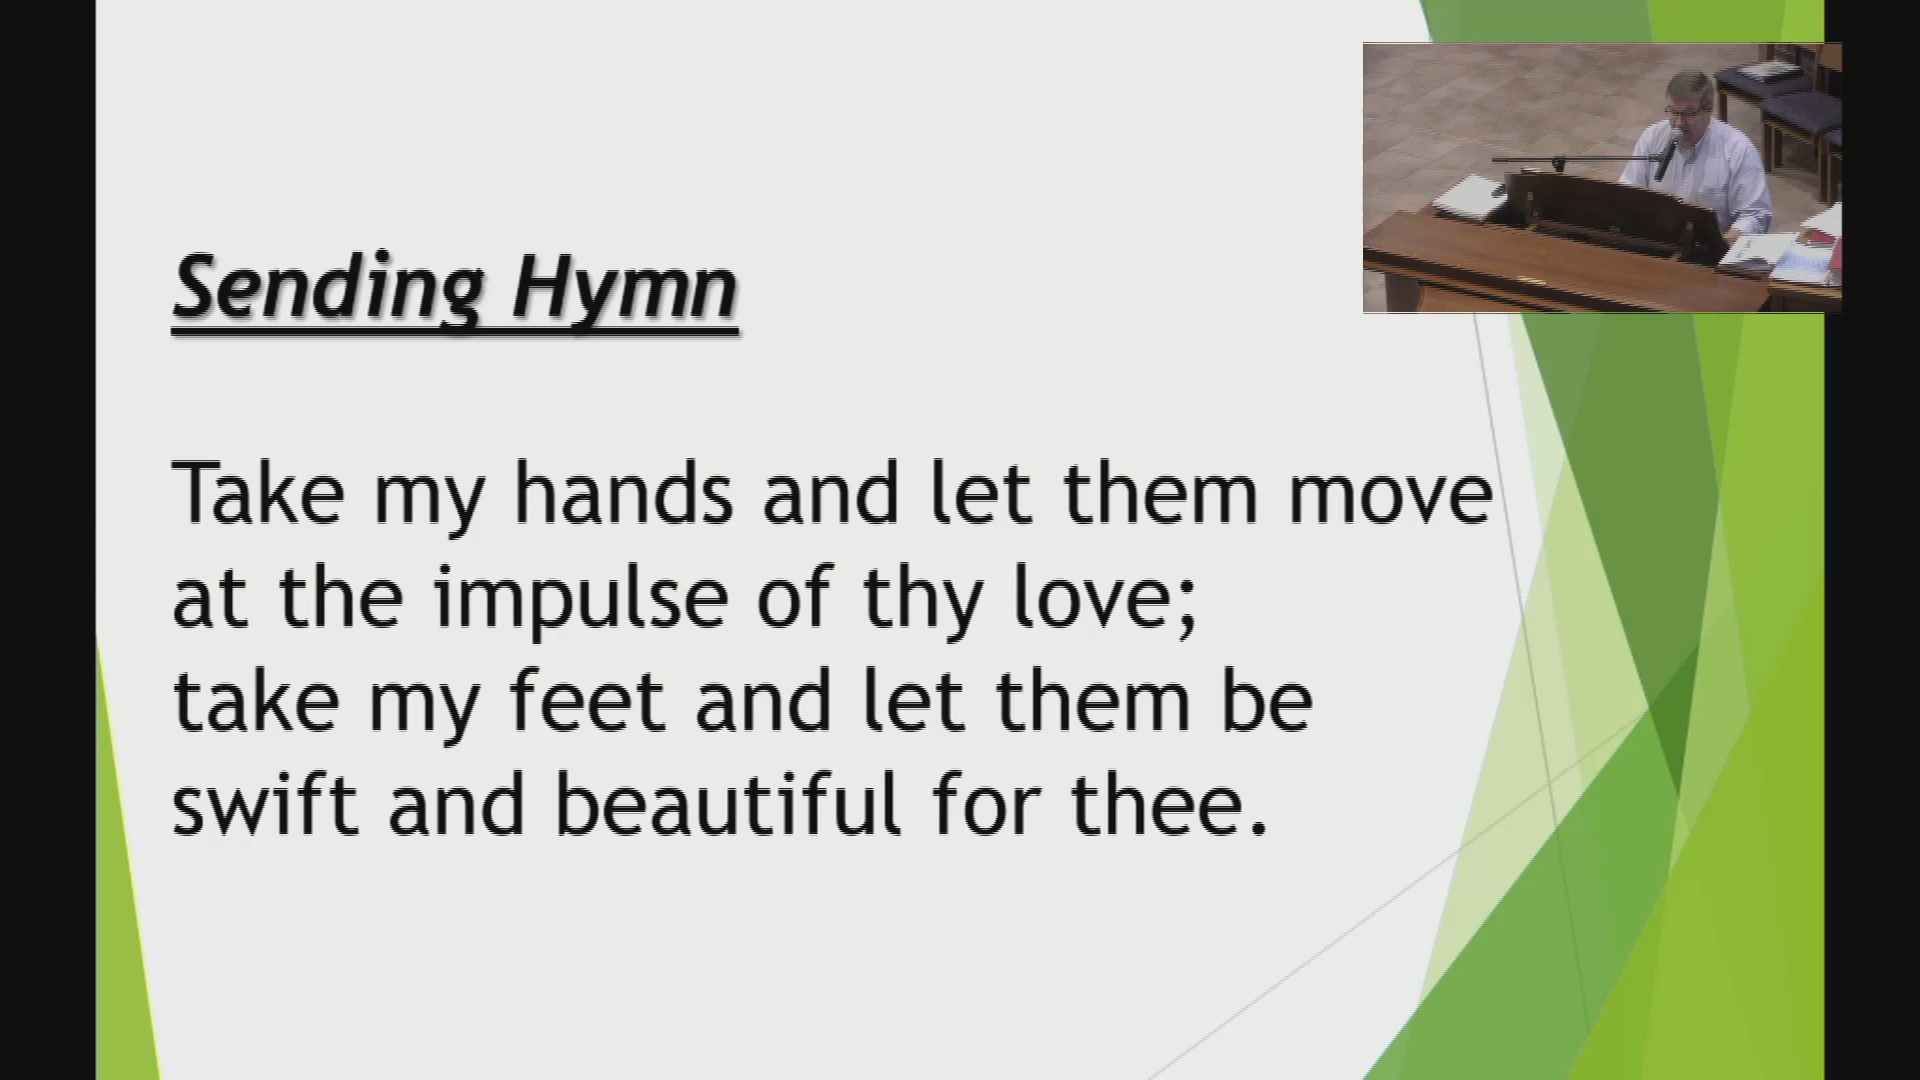 Sending Hymn
Take my hands and let them move
at the impulse of thy love;
take my feet and let them be
swift and beautiful for thee.